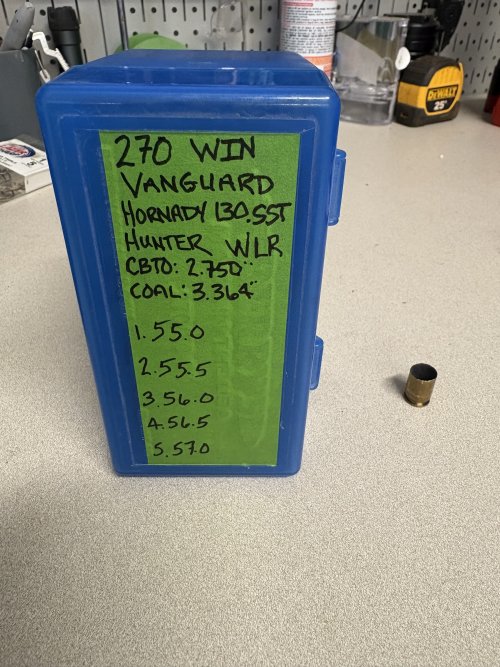 270 WIN
VANGUARD
HORNADY 130.SST
HUNTER WLR
CBTO: 2.750"
COAL: 3.364"
1. 55.0
2. 55.5
3. 56.0
4. 56.5
5. 57.0
DEWALT
25'